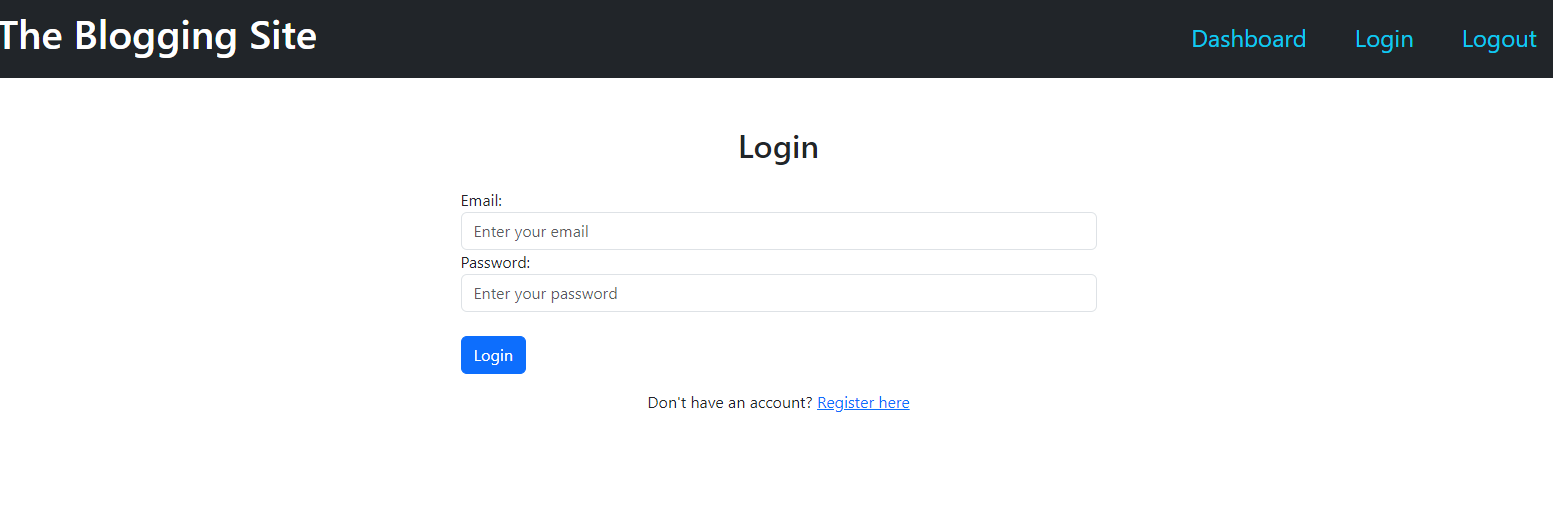 The Blogging Site
Dashboard Login Logout
Login
Email:
Enter your email
Password:
Enter your password
Login
Don't have an account? Register here